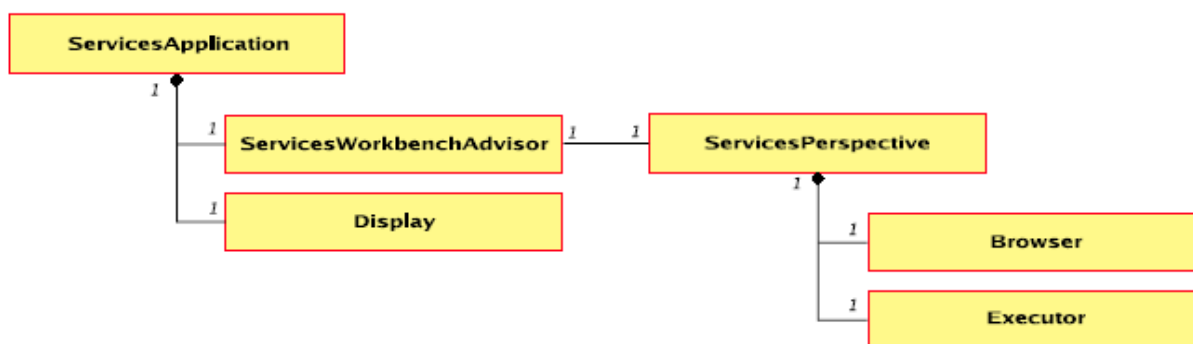 ServicesApplication
1
1
ServicesWorkbenchAdvisor
1
1
ServicesPerspective
1
Display
1
1
Browser
1
Executor